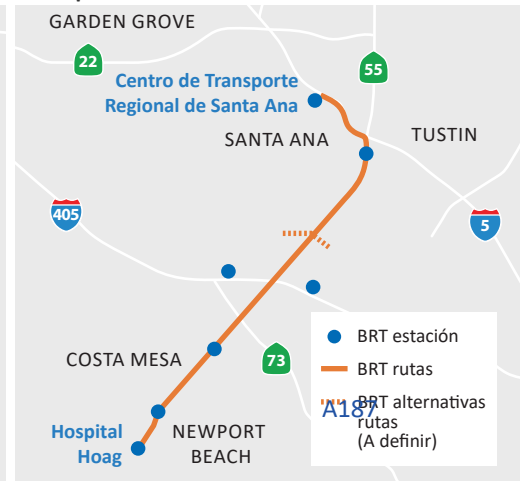 GARDEN GROVE
22
55
Centro de Transporte
Regional de Santa Ana
SANTA ANA
TUSTIN
405
5
COSTA MESA
73
Hospital
Hoag
NEWPORT
BEACH
BRT estación
BRT rutas
BRT alternativas
rutas
(A definir)
A187